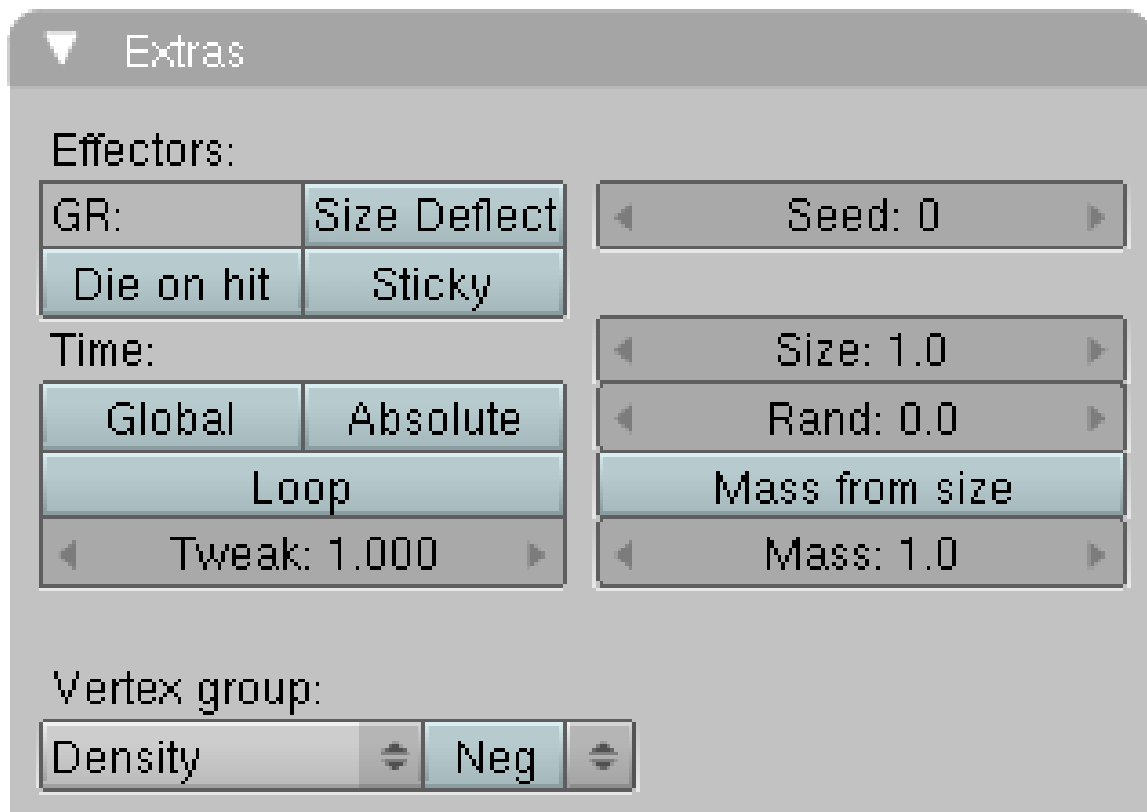 Extras
Effectors:
GR: Size Deflect Seed: 0
Die on hit Sticky
Time: Size: 1.0
Global Absolute Rand: 0.0
Loop Mass from size
Tweak: 1.000 Mass: 1.0
Vertex group:
Density Neg